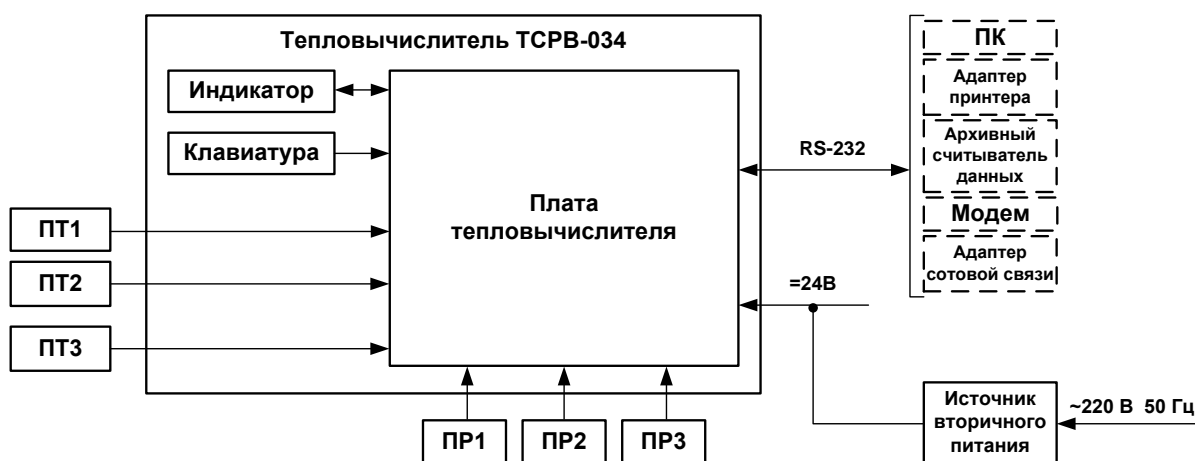 Тепловычислитель ТСРВ-034
Индикатор
Клавиатура
Плата
тепловычислителя
ПТ1
ПТ2
ПТ3
ПР1
ПР2
ПР3
RS-232
=24В
ПК
Адаптер
принтера
Архивный
считыватель
данных
Модем
Адаптер
сотовой связи
Источник
вторичного
питания
~220 В 50 Гц